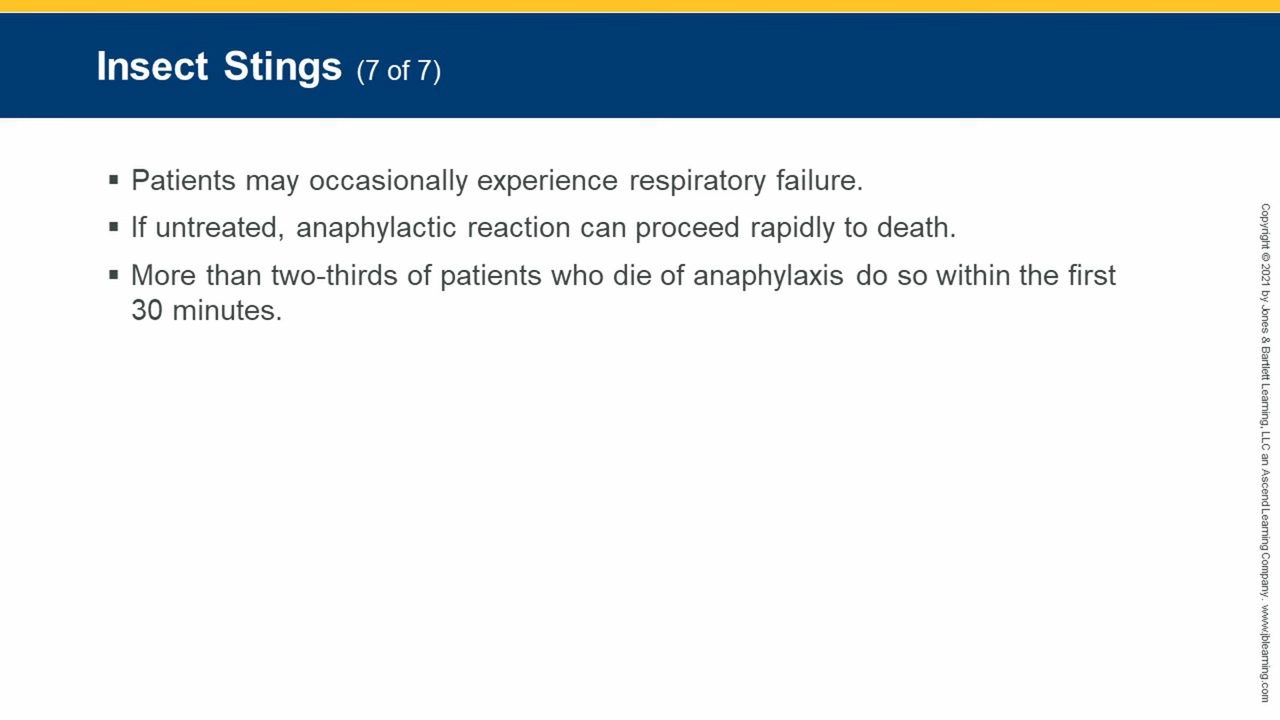 Insect Stings (7 of 7)
▪ Patients may occasionally experience respiratory failure.
▪ If untreated, anaphylactic reaction can proceed rapidly to death.
▪ More than two-thirds of patients who die of anaphylaxis do so within the first
30 minutes.
Copyright © 2021 by Jones & Bartlett Learning, LLC an Ascend Learning Company. www.jblearning.com